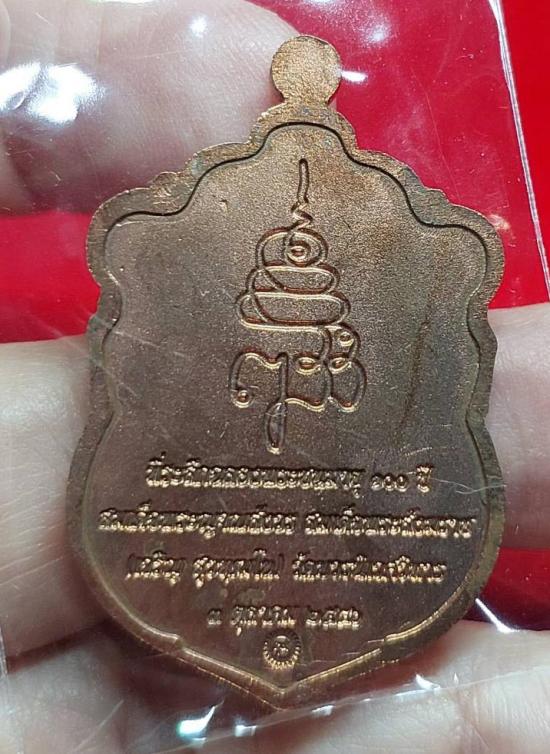 ที่ระลึกฉลองพระชนมายุ ๑๐๐ ปี
สมเด็จพระญาณสังวร สมเด็จพระสังฆราช
(เจริญ สุวฑฺฒโน) วัดบวรนิเวศวิหาร
๓ ตุลาคม ๒๕๕๖